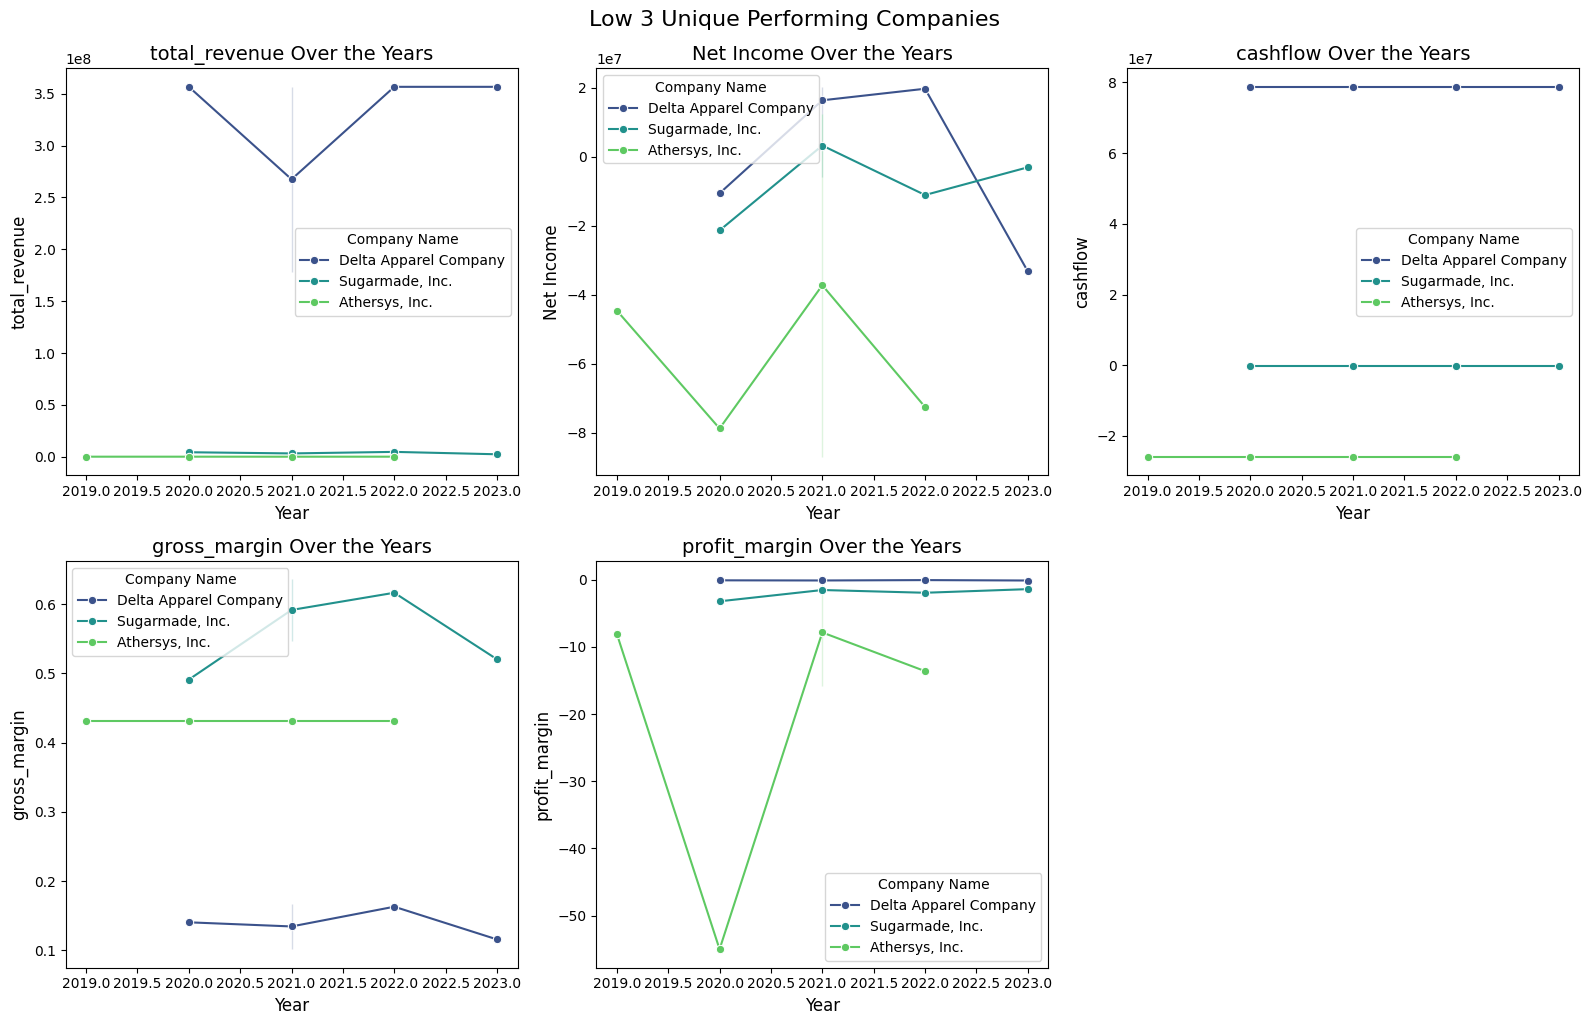 Low 3 Unique Performing Companies
total_revenue Over the Years
1e8
3.5
3.0
2.5
2.0
1.5
1.0
0.5
0.0
total_revenue
Company Name
Delta Apparel Company
Sugarmade, Inc.
Athersys, Inc.
2019.0 2019.5 2020.0 2020.5 2021.0 2021.5 2022.0 2022.5 2023.0
Year
Net Income Over the Years
1e7
2
0
−2
−4
−6
−8
Net Income
Company Name
Delta Apparel Company
Sugarmade, Inc.
Athersys, Inc.
2019.0 2019.5 2020.0 2020.5 2021.0 2021.5 2022.0 2022.5 2023.0
Year
cashflow Over the Years
1e7
8
6
4
2
0
−2
cashflow
Company Name
Delta Apparel Company
Sugarmade, Inc.
Athersys, Inc.
2019.0 2019.5 2020.0 2020.5 2021.0 2021.5 2022.0 2022.5 2023.0
Year
gross_margin Over the Years
0.6
0.5
0.4
0.3
0.2
0.1
gross_margin
Company Name
Delta Apparel Company
Sugarmade, Inc.
Athersys, Inc.
2019.0 2019.5 2020.0 2020.5 2021.0 2021.5 2022.0 2022.5 2023.0
Year
profit_margin Over the Years
0
−10
−20
−30
−40
−50
profit_margin
Company Name
Delta Apparel Company
Sugarmade, Inc.
Athersys, Inc.
2019.0 2019.5 2020.0 2020.5 2021.0 2021.5 2022.0 2022.5 2023.0
Year